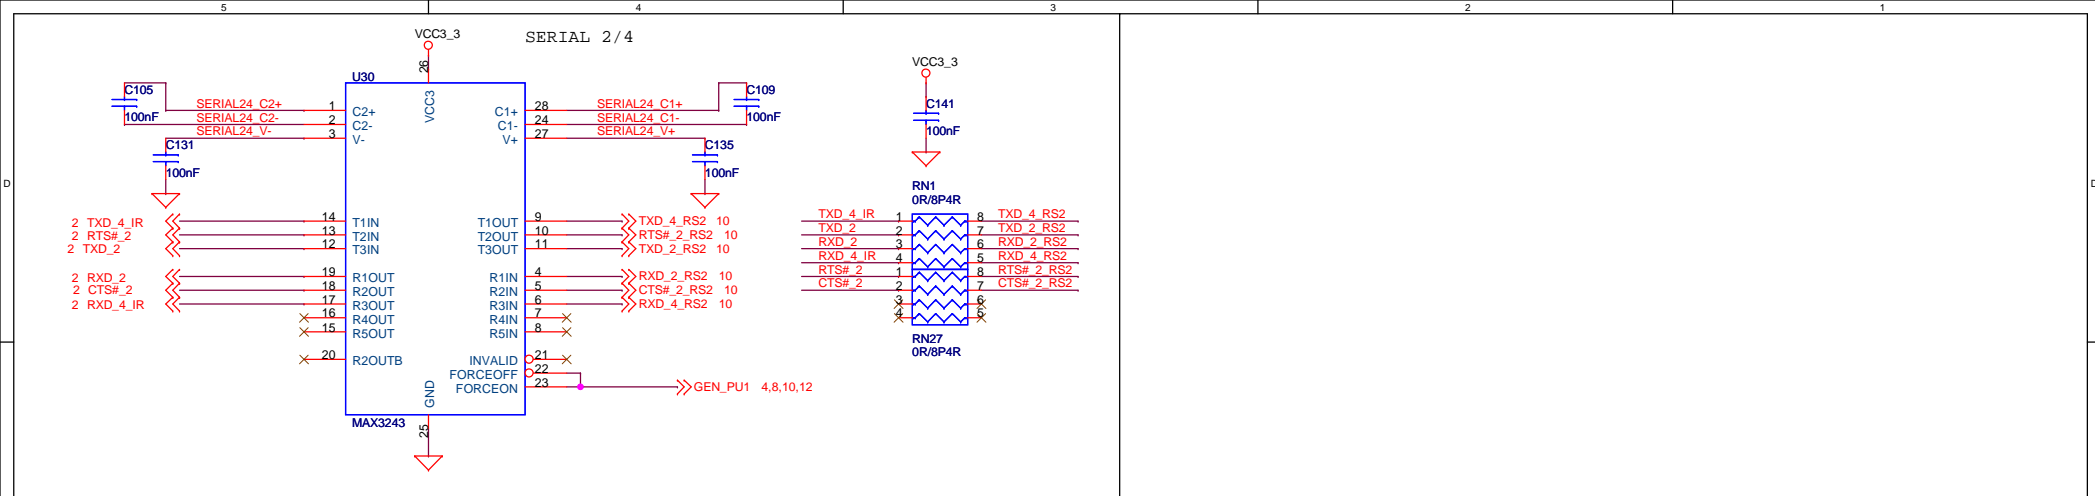 5 4 3 2 1
VCC3_3 SERIAL 2/4
26
U30
VCC3_3
C105
C109
C141
100nF
100nF
100nF
VCC3
SERIAL24_C2+ 1 C2+
SERIAL24_C2- 2 C2-
SERIAL24_V- 3 V-
C1+ 28 SERIAL24_C1+
C1- 24 SERIAL24_C1-
V+ 27 SERIAL24_V+
C131
100nF
C135
100nF
D
D
2 TXD_4_IR 14 T1IN
2 RTS#_2 13 T2IN
2 TXD_2 12 T3IN
T1OUT 9 TXD_4_RS2 10
T2OUT 10 RTS#_2_RS2 10
T3OUT 11 TXD_2_RS2 10
2 RXD_2 19 R1OUT
2 CTS#_2 18 R2OUT
2 RXD_4_IR 17 R3OUT
16 R4OUT
15 R5OUT
20 R2OUTB
R1IN 4 RXD_2_RS2 10
R2IN 5 CTS#_2_RS2 10
R3IN 6 RXD_4_RS2 10
R4IN 7
R5IN 8
INVALID 21
FORCEOFF 22
FORCEON 23 GEN_PU1 4,8,10,12
GND
MAX3243
25
RN1
0R/8P4R
TXD_4_IR 1 8 TXD_4_RS2
TXD_2 2 7 TXD_2_RS2
RXD_2 3 6 RXD_2_RS2
RXD_4_IR 4 5 RXD_4_RS2
RTS#_2 1 8 RTS#_2_RS2
CTS#_2 2 7 CTS#_2_RS2
3 6
4 5
RN27
0R/8P4R